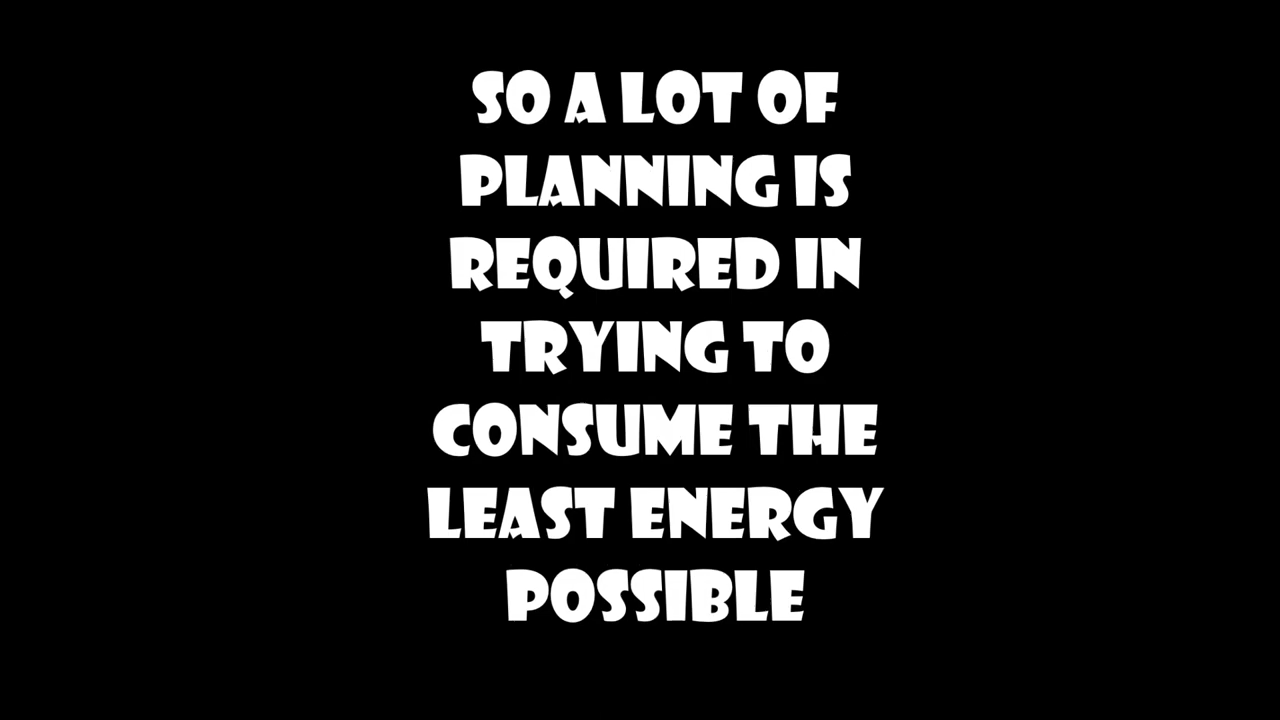 SO A LOT OF
PLANNING IS
REQUIRED IN
TRYING TO
CONSUME THE
LEAST ENERGY
POSSIBLE